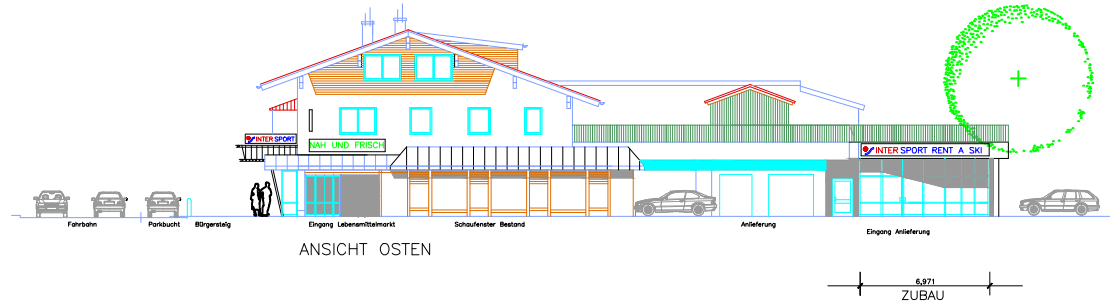 INTER SPORT
NAH UND FRISCH
INTER SPORT RENT A SKI
Fahrbahn
Parkbucht
Bürgersteig
Eingang Lebensmittelmarkt
Schaufenster Bestand
Anlieferung
Eingang Anlieferung
ANSICHT OSTEN
6,971
ZUBAU